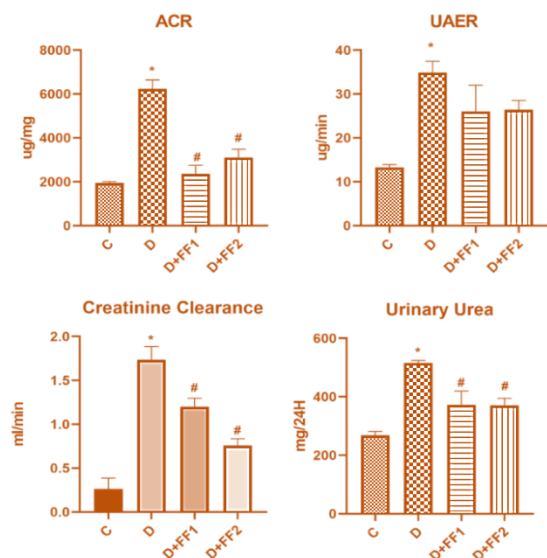 ACR
ug/mg
8000
6000
4000
2000
0
*
#
#
C
D
D+FF1
D+FF2
UAER
ug/min
40
30
20
10
0
*
C
D
D+FF1
D+FF2
Creatinine Clearance
ml/min
2.0
1.5
1.0
0.5
0.0
*
#
#
C
D
D+FF1
D+FF2
Urinary Urea
mg/24H
600
400
200
0
*
#
#
C
D
D+FF1
D+FF2